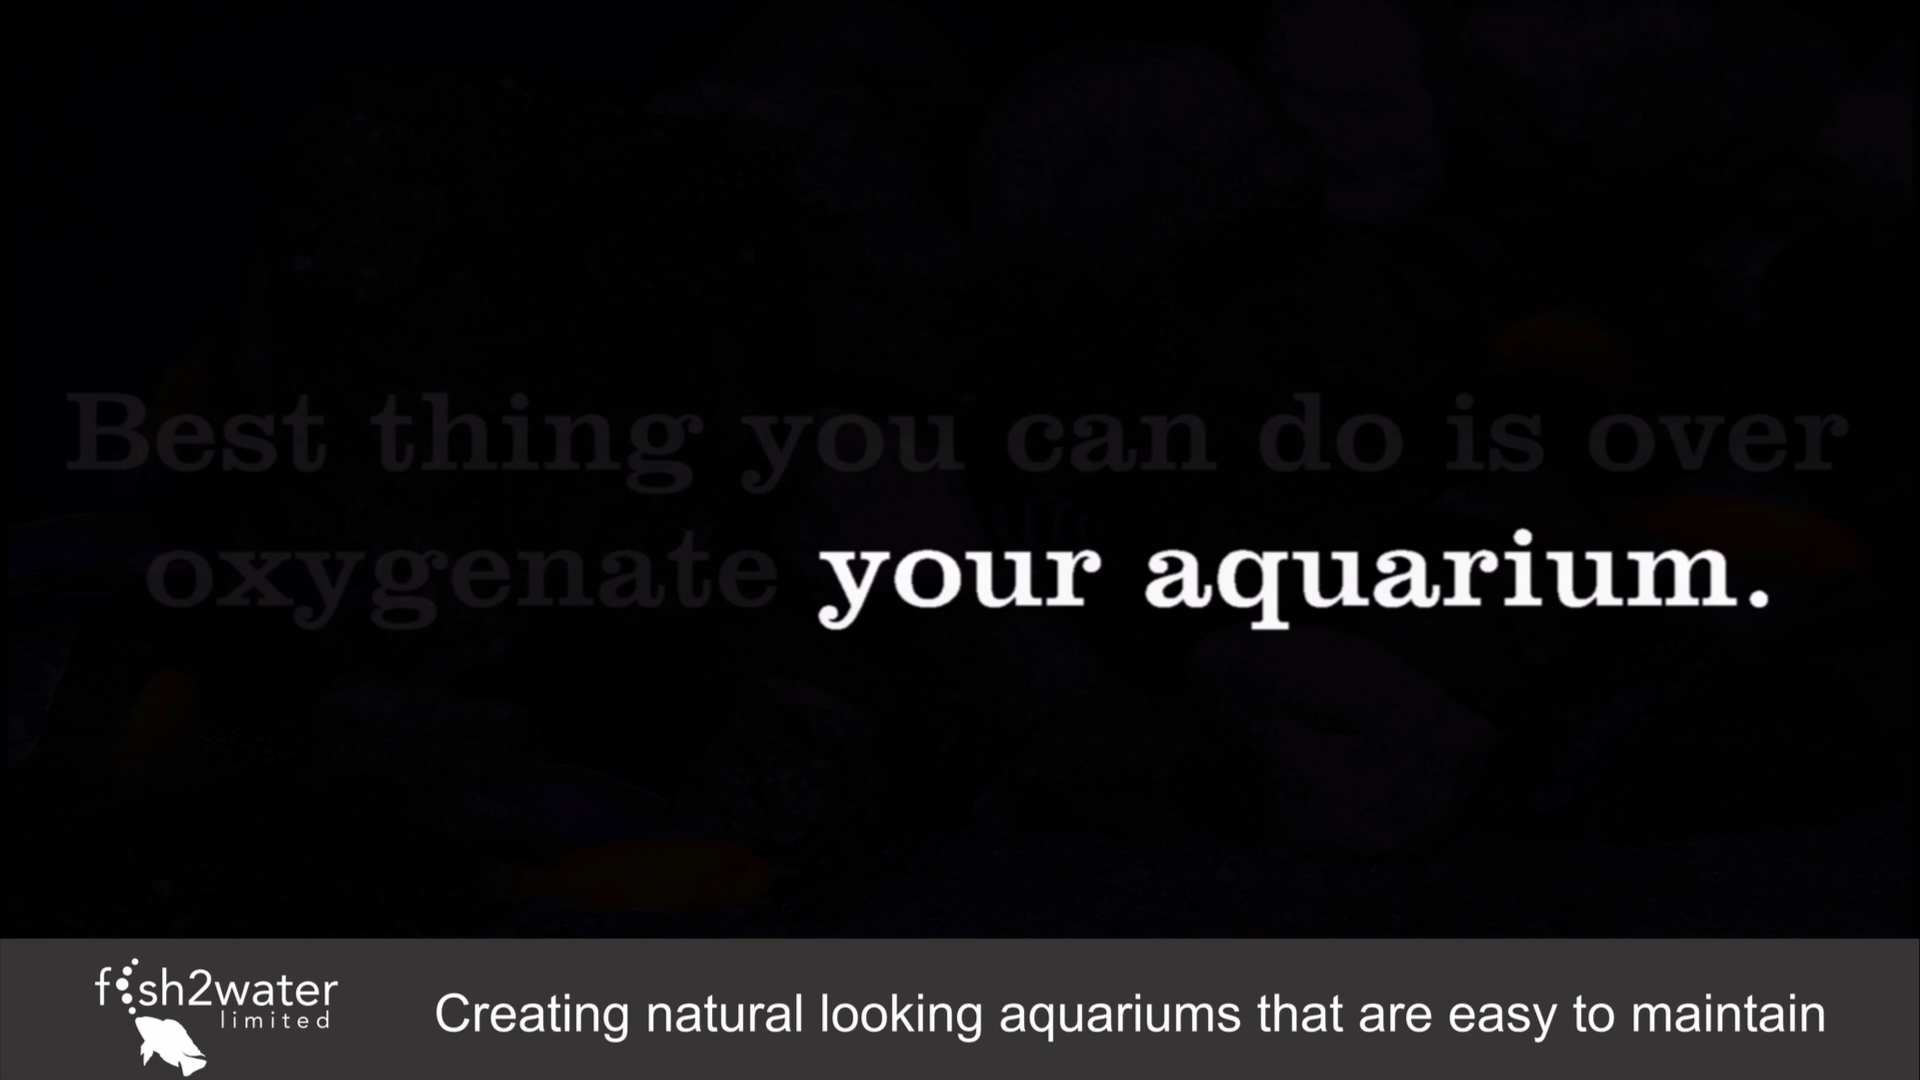 Best thing you can do is over
oxygenate your aquarium.
fish2water
limited
Creating natural looking aquariums that are easy to maintain